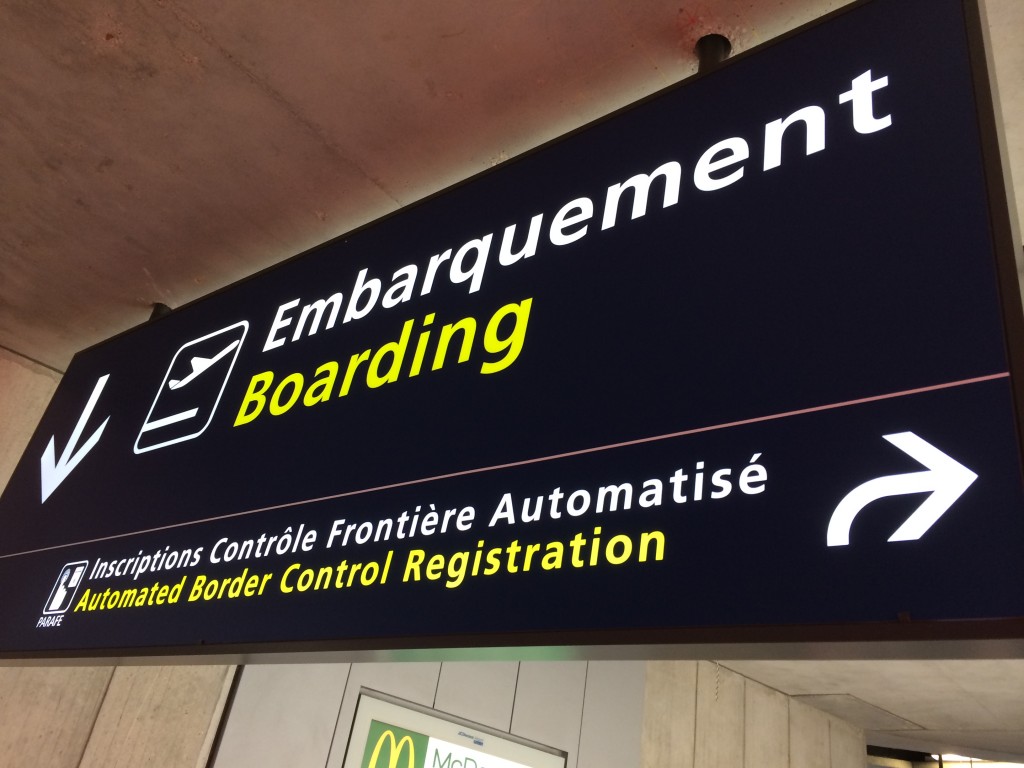 Embarquement
Boarding
Inscriptions Contrôle Frontière Automatisé
Automated Border Control Registration
PARAFE